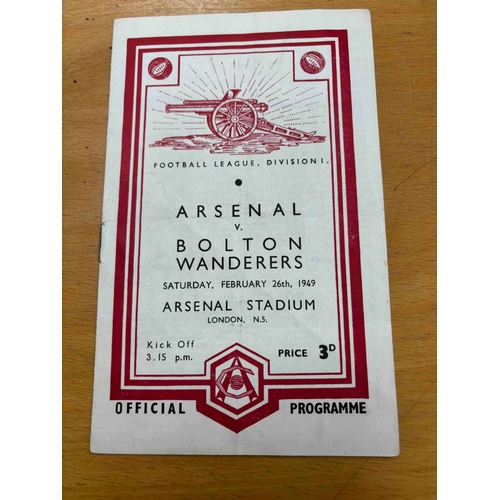 FOOTBALL LEAGUE, DIVISION I.
ARSENAL
V.
BOLTON
WANDERERS
SATURDAY, FEBRUARY 26th, 1949
ARSENAL STADIUM
LONDON, N.5.
Kick Off
3.15 p.m.
PRICE 3D
OFFICIAL PROGRAMME